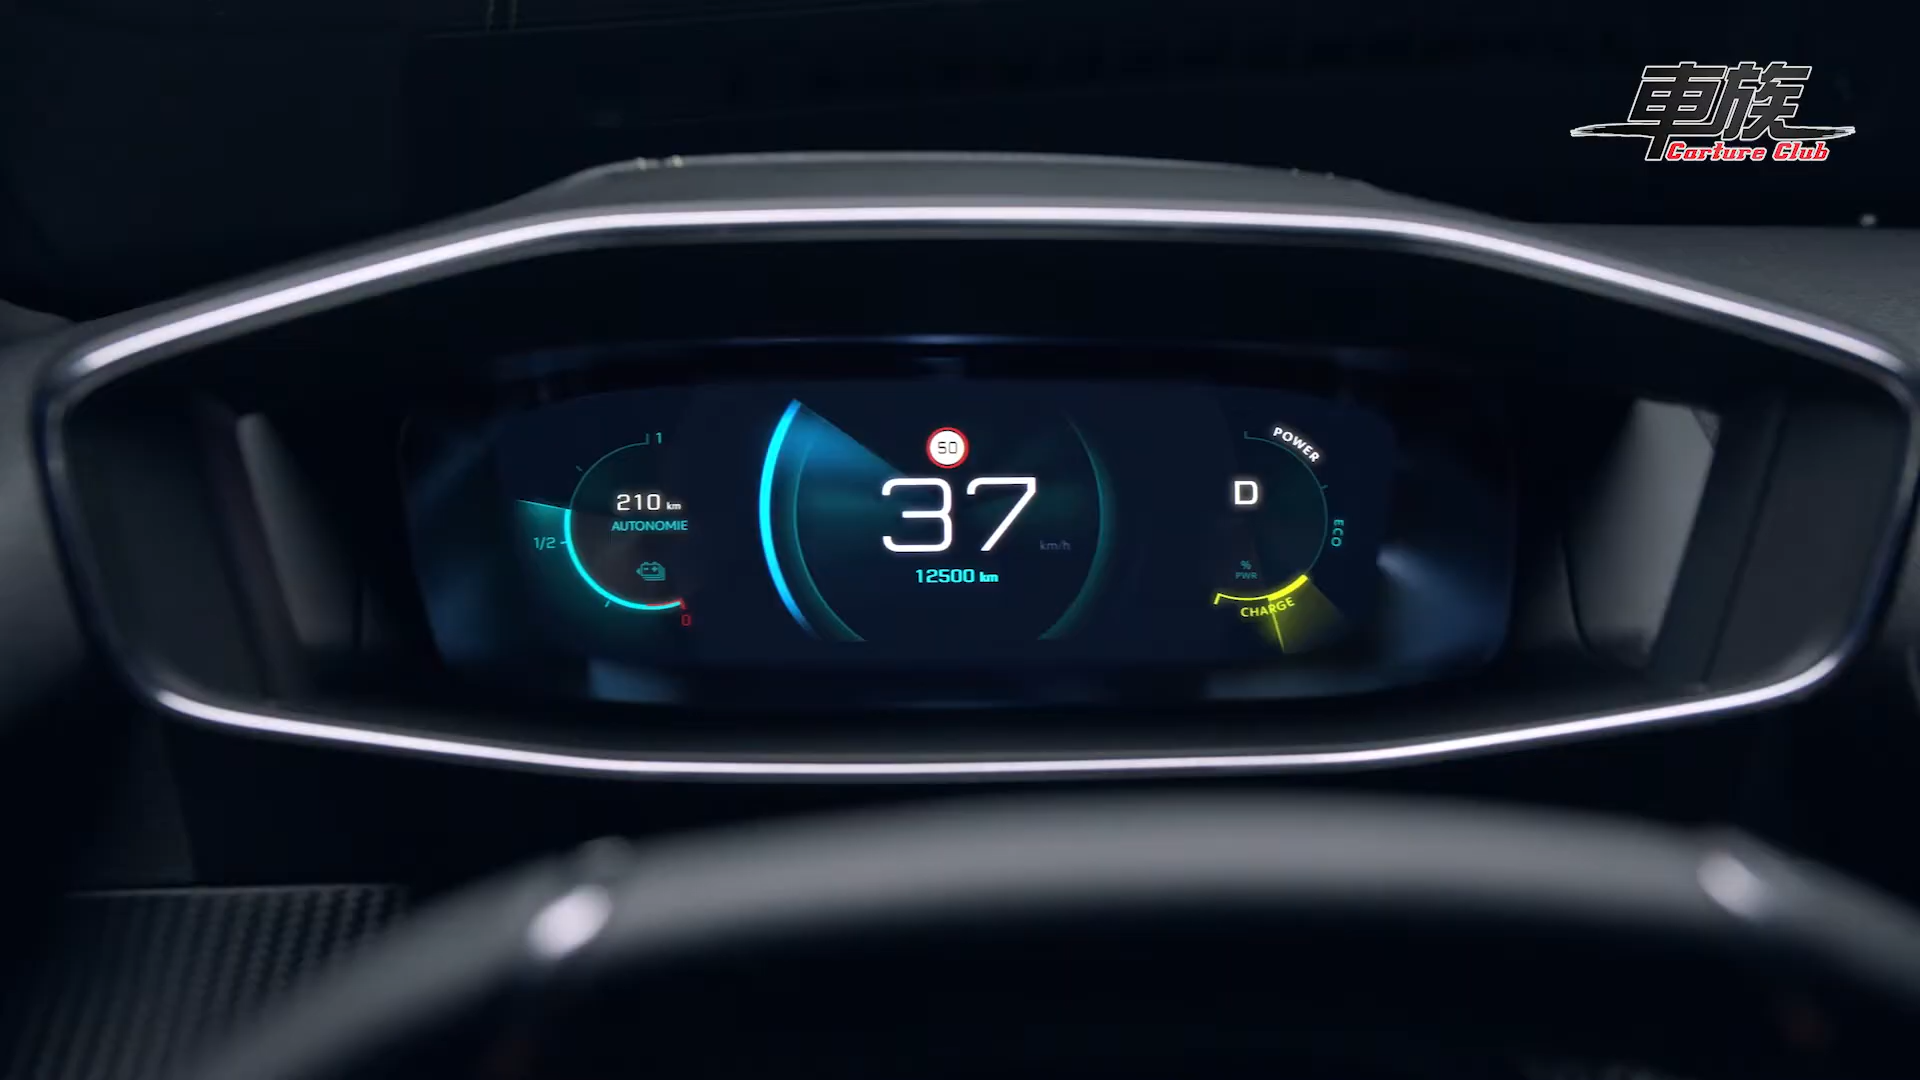 車族
Carture Club
1
210 km
AUTONOMIE
1/2
0
50
37
km/h
12500 km
POWER
D
ECO
%
PWR
CHARGE